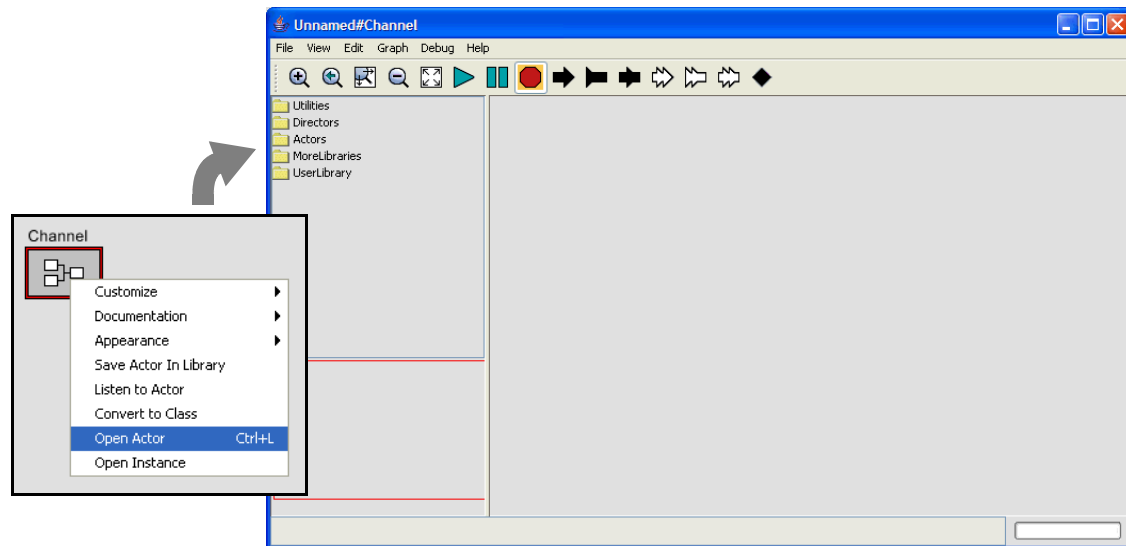 Unnamed#Channel
File View Edit Graph Debug Help
Utilities
Directors
Actors
MoreLibraries
UserLibrary
Channel
Customize
Documentation
Appearance
Save Actor In Library
Listen to Actor
Convert to Class
Open Actor Ctrl+L
Open Instance